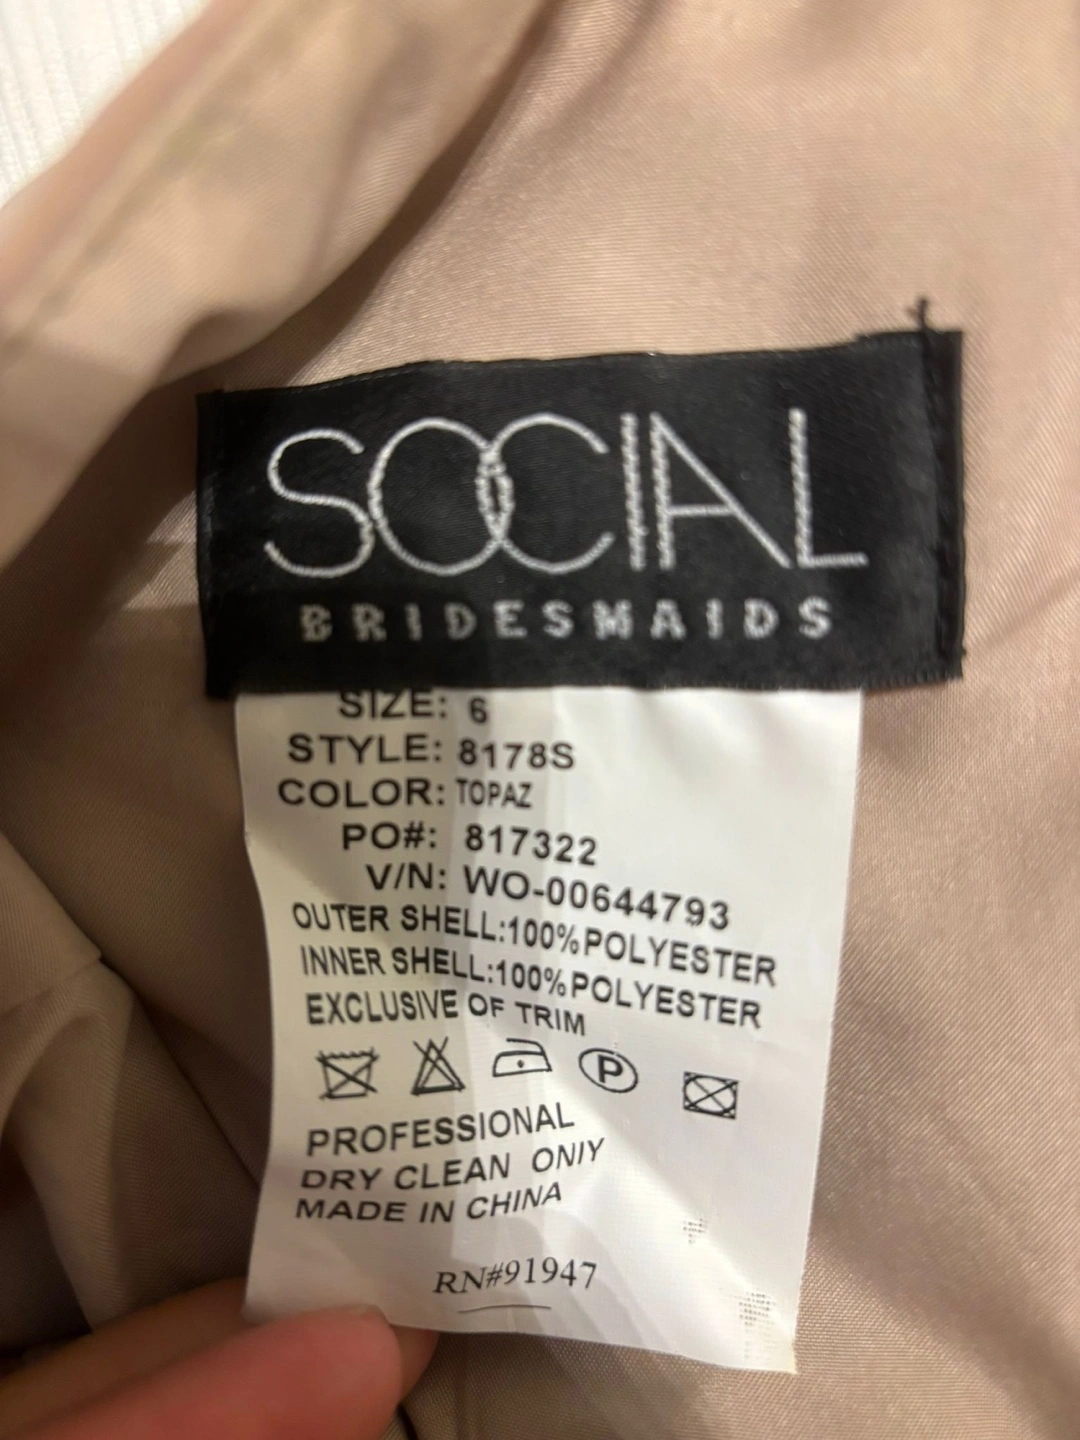 SOCIAL
BRIDESMAIDS
SIZE: 6
STYLE: 8178S
COLOR: TOPAZ
PO#: 817322
V/N: WO-00644793
OUTER SHELL:100%POLYESTER
INNER SHELL:100%POLYESTER
EXCLUSIVE OF TRIM
P
PROFESSIONAL
DRY CLEAN ONIY
MADE IN CHINA
RN#91947